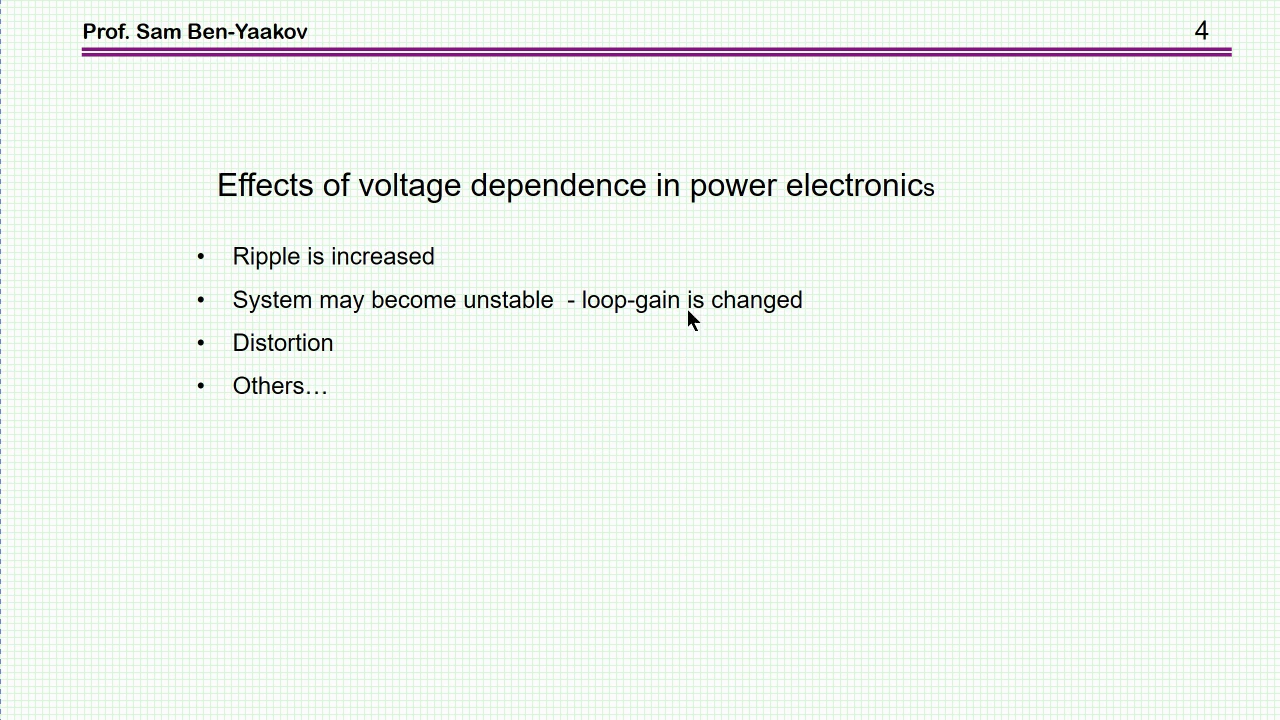 Prof. Sam Ben-Yaakov
4
Effects of voltage dependence in power electronics
• Ripple is increased
• System may become unstable - loop-gain is changed
• Distortion
• Others…